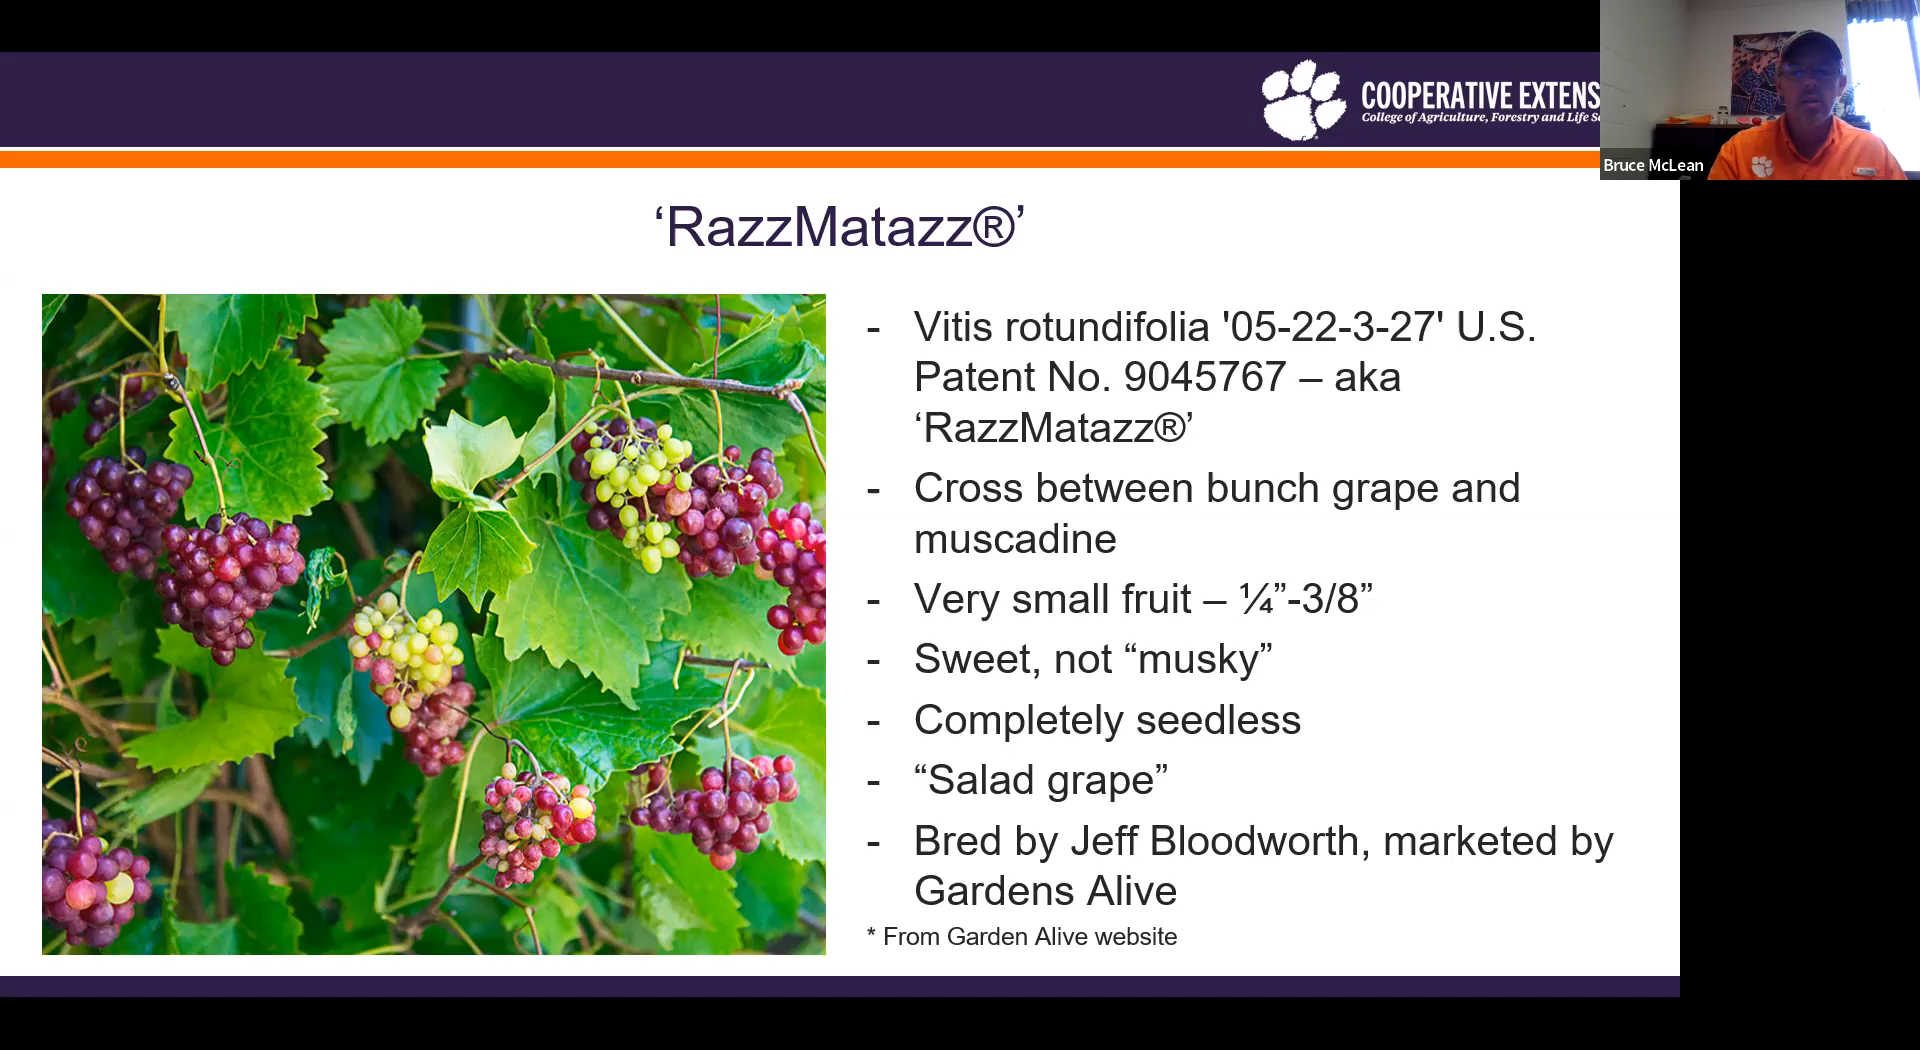 COOPERATIVE EXTENS
College of Agriculture, Forestry and Life S
Bruce McLean
‘RazzMatazz®’
- Vitis rotundifolia '05-22-3-27' U.S.
Patent No. 9045767 – aka
‘RazzMatazz®’
- Cross between bunch grape and
muscadine
- Very small fruit – ¼”-3/8”
- Sweet, not “musky”
- Completely seedless
- “Salad grape”
- Bred by Jeff Bloodworth, marketed by
Gardens Alive
* From Garden Alive website